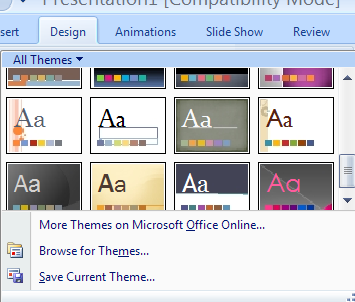 Presentation1 [Compatibility Mode]
sert Design Animations Slide Show Review
All Themes
Aa Aa Aa Aa
Aa Aa Aa Aa
More Themes on Microsoft Office Online...
Browse for Themes...
Save Current Theme...